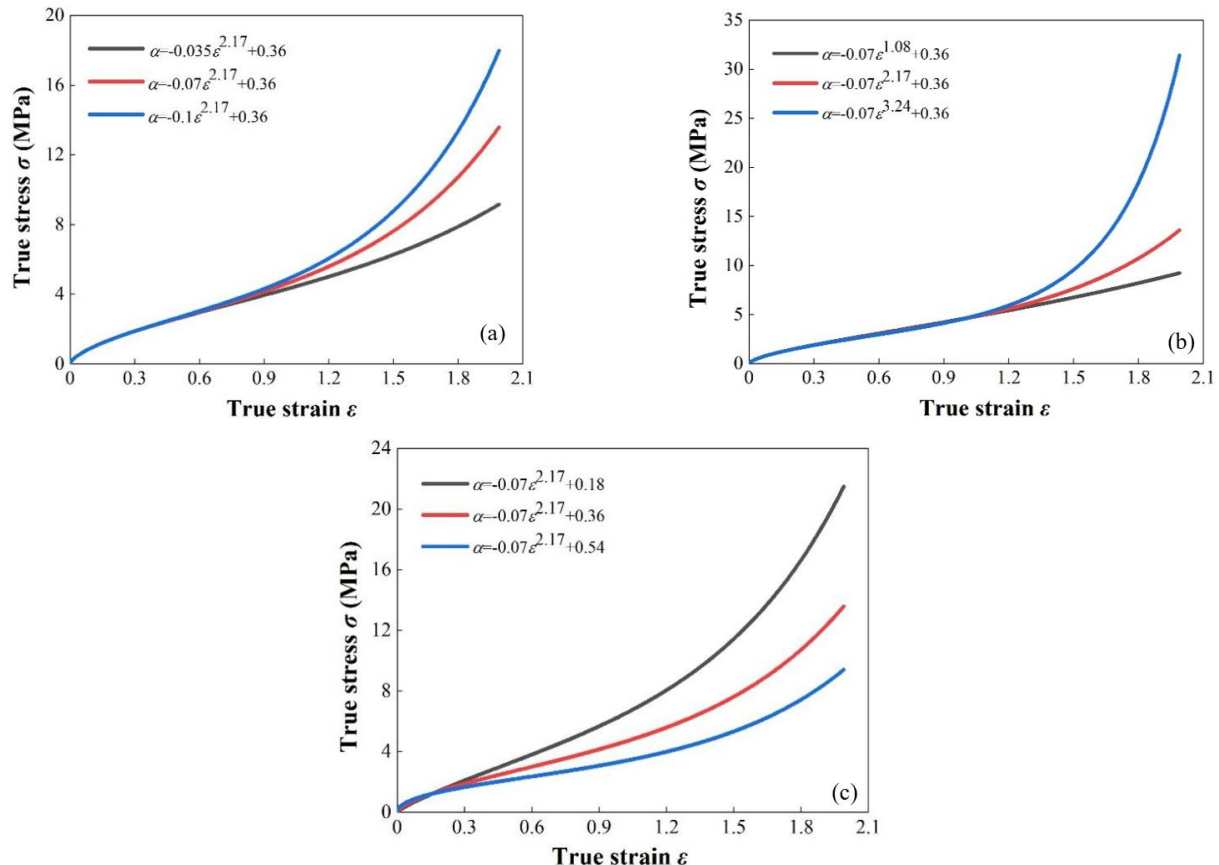 20
16
12
8
4
0
True stress σ (MPa)
α=-0.035ε^2.17+0.36
α=-0.07ε^2.17+0.36
α=-0.1ε^2.17+0.36
(a)
0 0.3 0.6 0.9 1.2 1.5 1.8 2.1
True strain ε
35
30
25
20
15
10
5
0
True stress σ (MPa)
α=-0.07ε^1.08+0.36
α=-0.07ε^2.17+0.36
α=-0.07ε^3.24+0.36
(b)
0 0.3 0.6 0.9 1.2 1.5 1.8 2.1
True strain ε
24
20
16
12
8
4
0
True stress σ (MPa)
α=-0.07ε^2.17+0.18
α=-0.07ε^2.17+0.36
α=-0.07ε^2.17+0.54
(c)
0 0.3 0.6 0.9 1.2 1.5 1.8 2.1
True strain ε